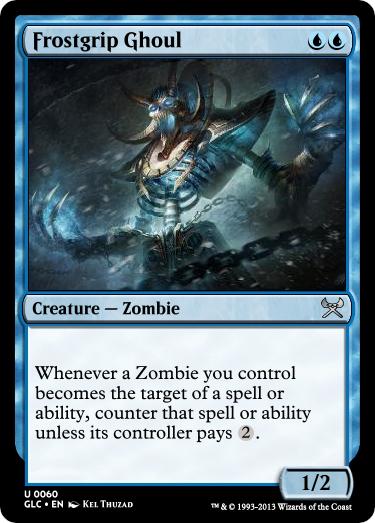 Frostgrip Ghoul
Creature — Zombie
Whenever a Zombie you control
becomes the target of a spell or
ability, counter that spell or ability
unless its controller pays 2.
1/2
U 0060
GLC • EN Kel Thuzad
™ & © 1993-2013 Wizards of the Coast